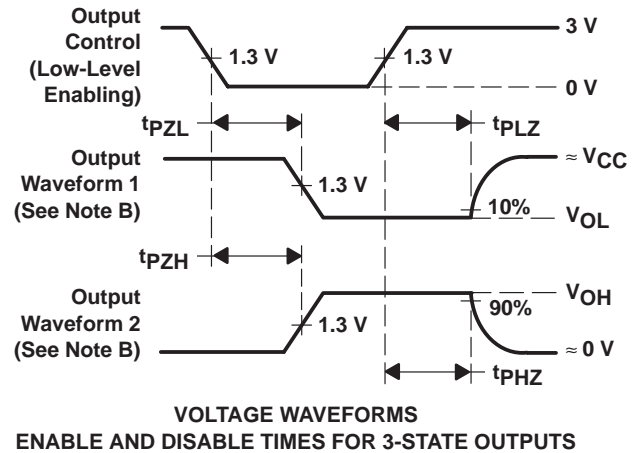 Output
Control
(Low-Level
Enabling)
1.3 V
1.3 V
3 V
0 V
tPZL
tPLZ
Output
Waveform 1
(See Note B)
1.3 V
≈ VCC
10%
VOL
tPZH
Output
Waveform 2
(See Note B)
1.3 V
VOH
90%
≈ 0 V
tPHZ
VOLTAGE WAVEFORMS
ENABLE AND DISABLE TIMES FOR 3-STATE OUTPUTS